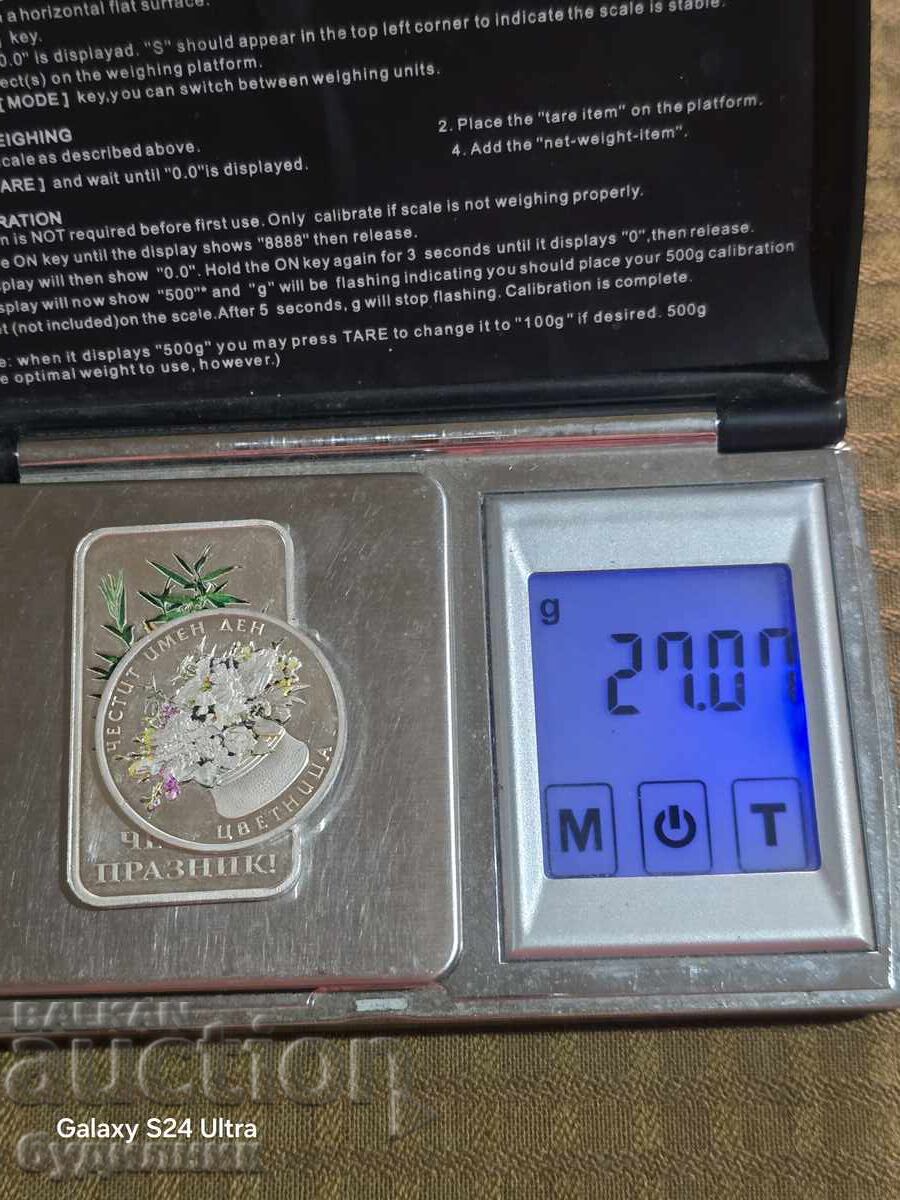 a horizontal flat surface.
key.
0.0" is displayad. "S" should appear in the top left corner to indicate the scale is stable.
ect(s) on the weighing platform.
[MODE] key,you can switch between weighing units.
EIGHING
cale as described above.
ARE] and wait until "0.0"is displayed.
2. Place the "tare item" on the platform.
4. Add the "net-weight-item".
RATION
n is NOT required before first use. Only calibrate if scale is not weighing properly.
e ON key until the display shows "8888" then release.
splay will then show "0.0". Hold the ON key again for 3 seconds until it displays "0",then release.
splay will now show "500"* and "g" will be flashing indicating you should place your 500g calibration
t (not included)on the scale.After 5 seconds, g will stop flashing. Calibration is complete.
e: when it displays "500g" you may press TARE to change it to "100g" if desired. 500g
e optimal weight to use, however.)
g
27.07
M T
ЧЕСТИТ ИМЕН ДЕН
ЦВЕТНИЦА
ПРАЗНИК!
BALKAN
auction
Galaxy S24 Ultra